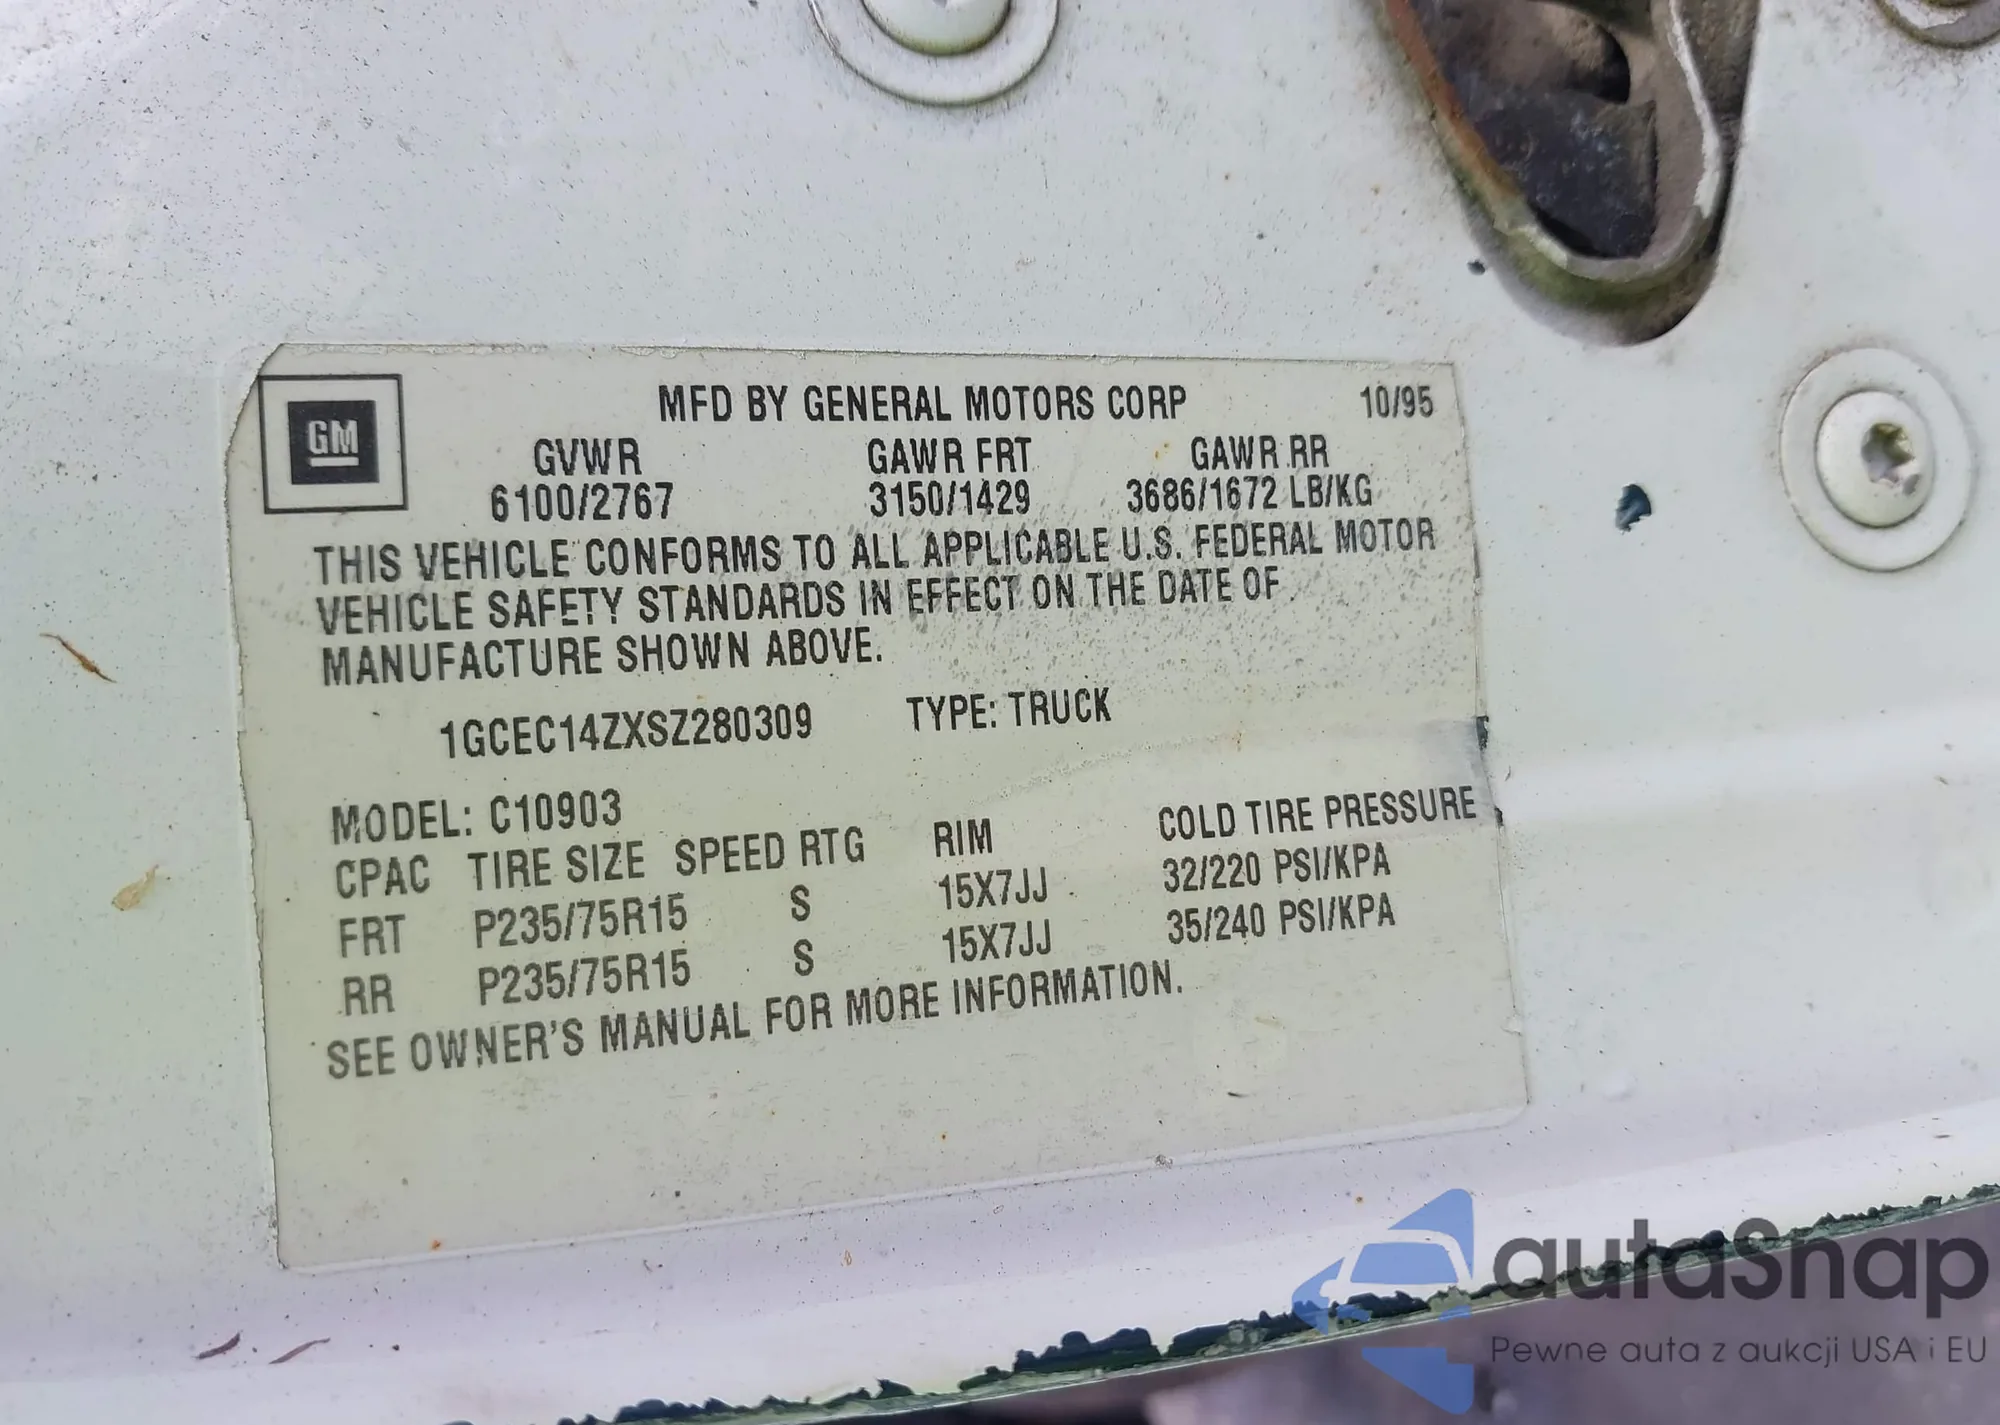 GM
MFD BY GENERAL MOTORS CORP 10/95
GVWR GAWR FRT GAWR RR
6100/2767 3150/1429 3686/1672 LB/KG
THIS VEHICLE CONFORMS TO ALL APPLICABLE U.S. FEDERAL MOTOR
VEHICLE SAFETY STANDARDS IN EFFECT ON THE DATE OF
MANUFACTURE SHOWN ABOVE.
1GCEC14ZXSZ280309 TYPE: TRUCK
MODEL: C10903
CPAC TIRE SIZE SPEED RTG RIM COLD TIRE PRESSURE
FRT P235/75R15 S 15X7JJ 32/220 PSI/KPA
RR P235/75R15 S 15X7JJ 35/240 PSI/KPA
SEE OWNER'S MANUAL FOR MORE INFORMATION.
autaSnap
Pewne auta z aukcji USA i EU